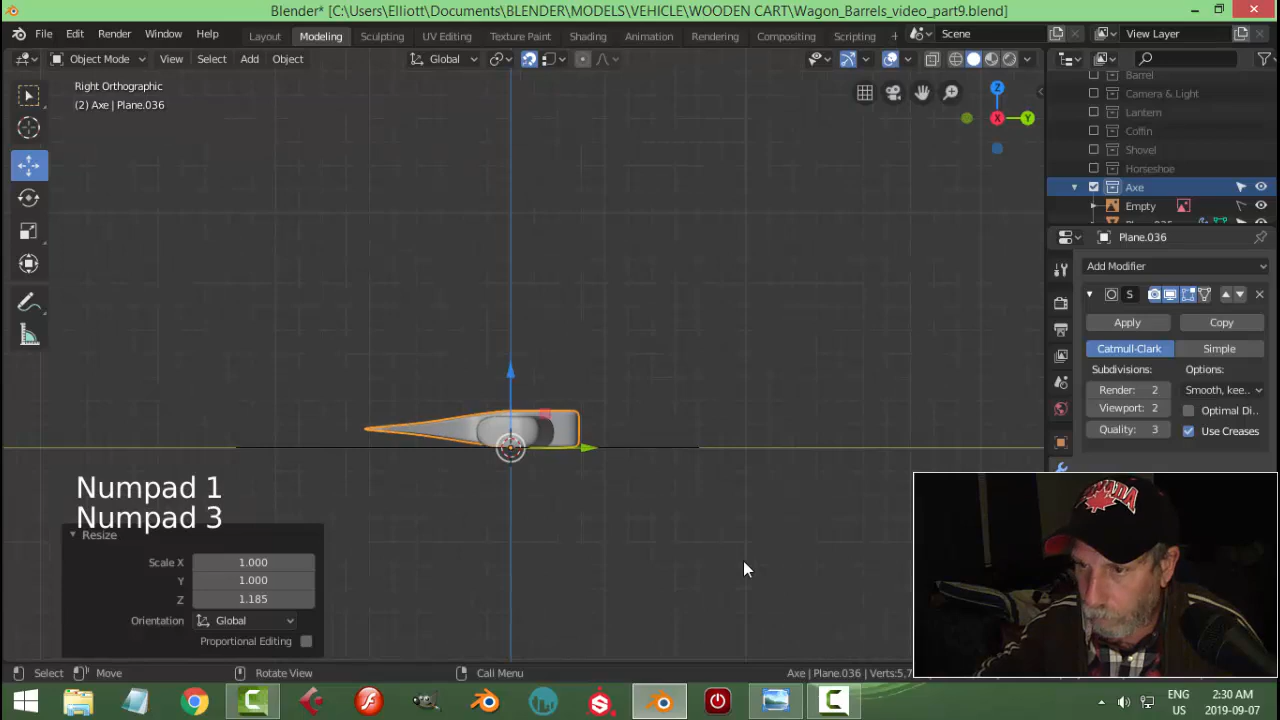 Blender* [C:\Users\Elliott\Documents\BLENDER\MODELS\VEHICLE\WOODEN CART\Wagon_Barrels_video_part9.blend]
File Edit Render Window Help Layout Modeling Sculpting UV Editing Texture Paint Shading Animation Rendering Compositing Scripting + Scene View Layer
Object Mode View Select Add Object Global
Right Orthographic
(2) Axe | Plane.036
Z
X
Y
Barrel
Camera & Light
Lantern
Coffin
Shovel
Horseshoe
Axe
Empty
Plane.036
Add Modifier
S
Apply Copy
Catmull-Clark Simple
Subdivisions: Options:
Render: 2 Smooth, kee..
Viewport: 2 Optimal Di..
Quality: 3 Use Creases
Numpad 1
Numpad 3
Resize
Scale X 1.000
Y 1.000
Z 1.185
Orientation Global
Proportional Editing
CANADA
Select Move Rotate View Call Menu Axe | Plane.036 | Verts:5,7
ENG
US
2:30 AM
2019-09-07